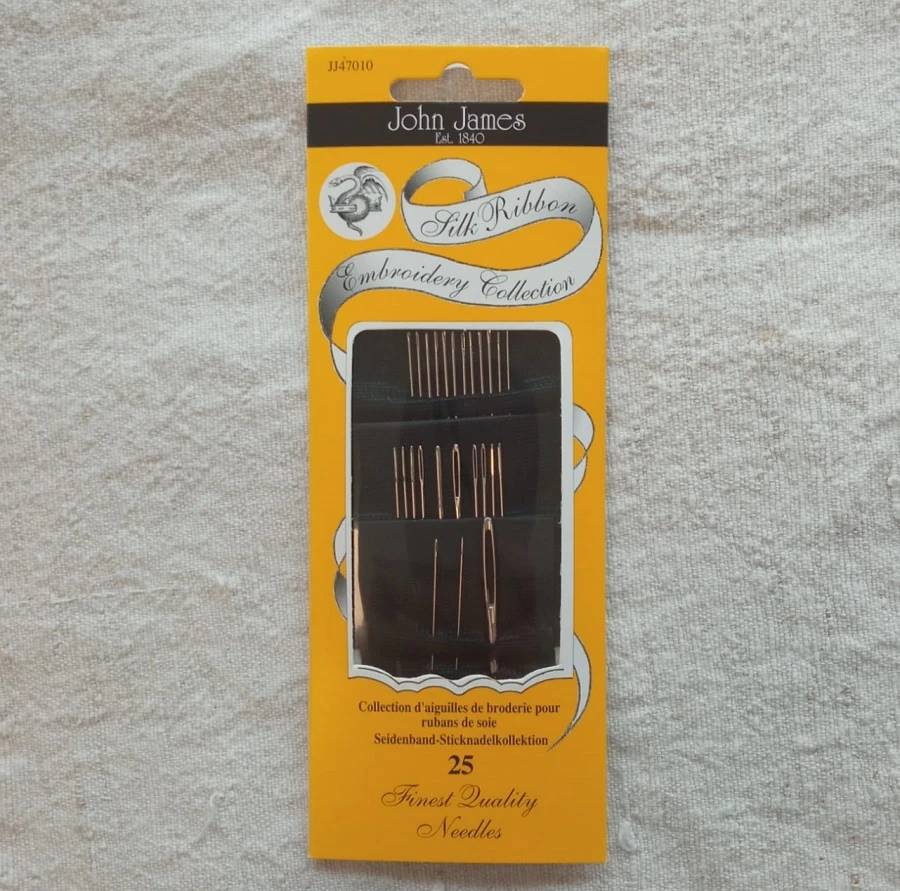 JJ47010
John James
Est. 1840
Silk Ribbon
Embroidery Collection
Collection d'aiguilles de broderie pour
rubans de soie
Seidenband-Sticknadelkollektion
25
Finest Quality
Needles